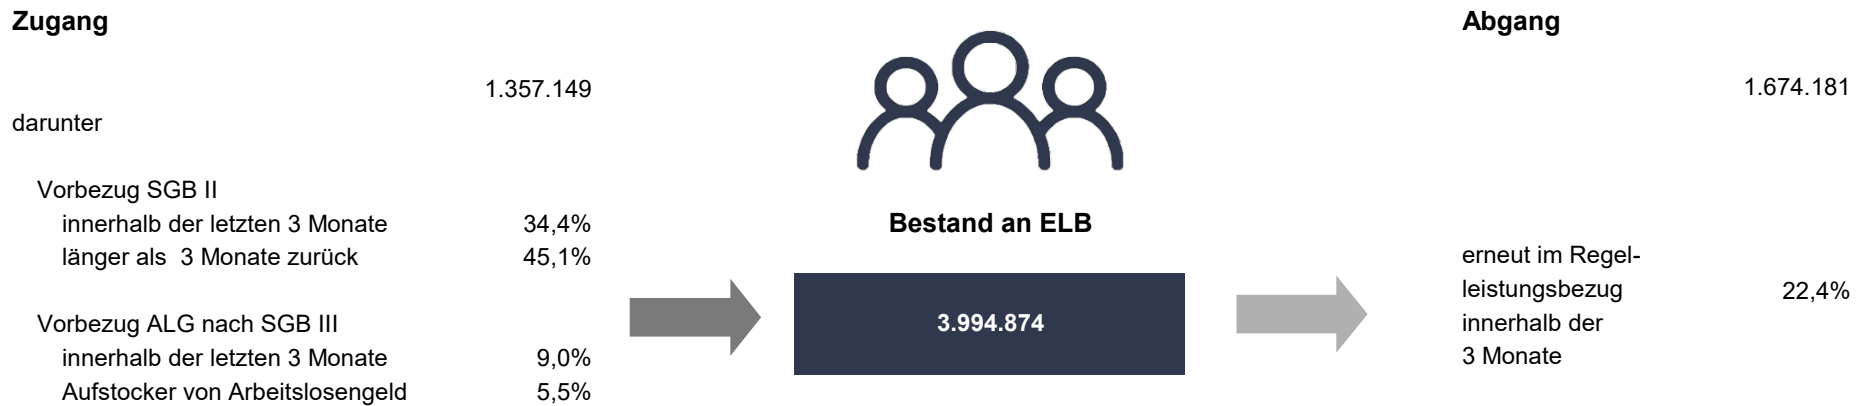 Zugang
1.357.149
darunter
Vorbezug SGB II
innerhalb der letzten 3 Monate 34,4%
länger als 3 Monate zurück 45,1%
Vorbezug ALG nach SGB III
innerhalb der letzten 3 Monate 9,0%
Aufstocker von Arbeitslosengeld 5,5%
Bestand an ELB
3.994.874
Abgang
1.674.181
erneut im Regel-
leistungsbezug 22,4%
innerhalb der
3 Monate